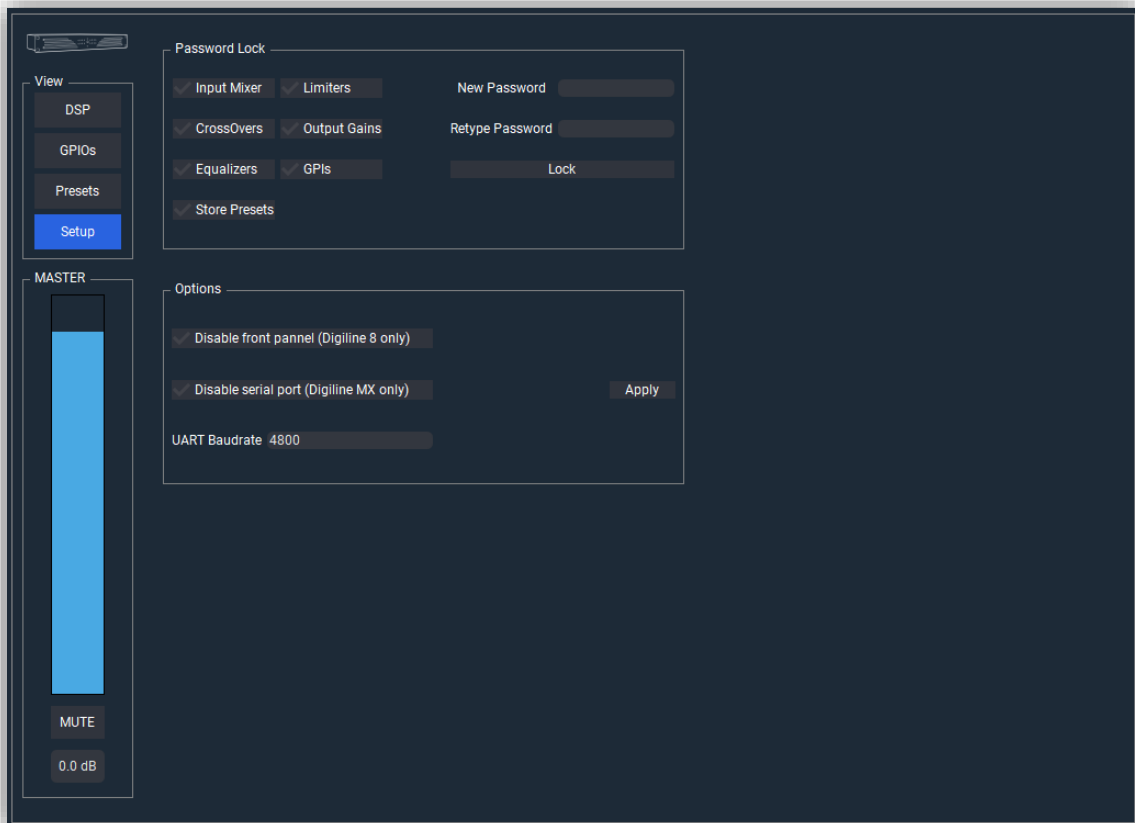 View
DSP
GPIOs
Presets
Setup
MASTER
MUTE
0.0 dB
Password Lock
Input Mixer
Limiters
New Password
CrossOvers
Output Gains
Retype Password
Equalizers
GPIs
Lock
Store Presets
Options
Disable front pannel (Digiline 8 only)
Disable serial port (Digiline MX only)
Apply
UART Baudrate 4800